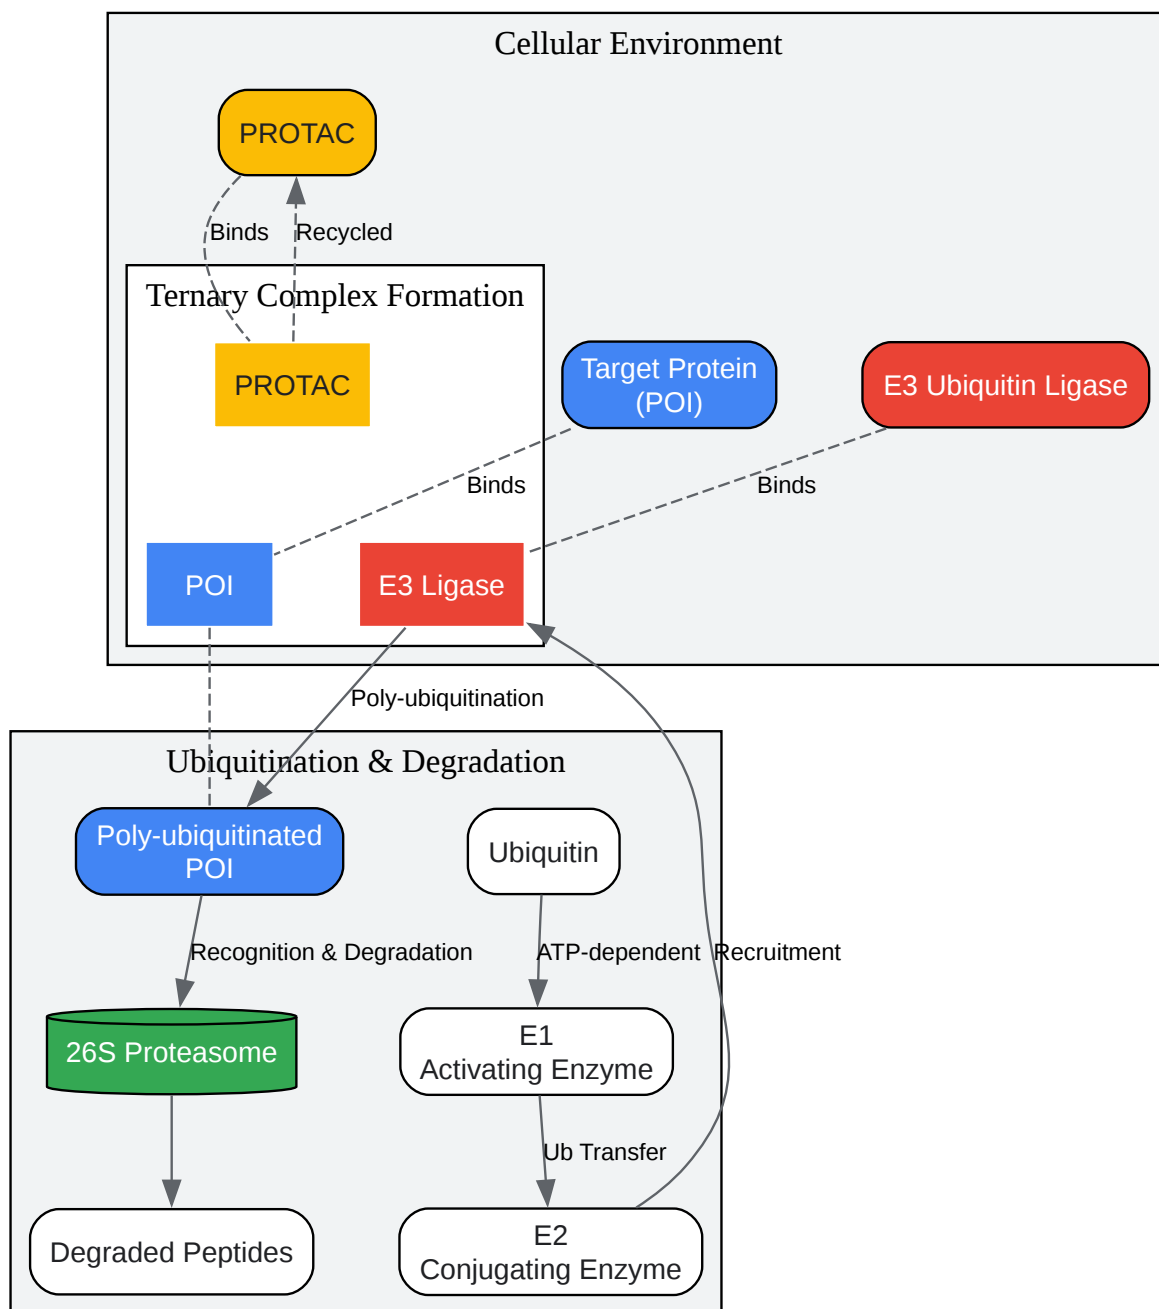 Cellular Environment
PROTAC
Binds
Recycled
Ternary Complex Formation
PROTAC
Target Protein
(POI)
E3 Ubiquitin Ligase
Binds
Binds
POI
E3 Ligase
Poly-ubiquitination
Ubiquitination & Degradation
Poly-ubiquitinated
POI
Ubiquitin
Recognition & Degradation
ATP-dependent
Recruitment
26S Proteasome
E1
Activating Enzyme
Ub Transfer
Degraded Peptides
E2
Conjugating Enzyme